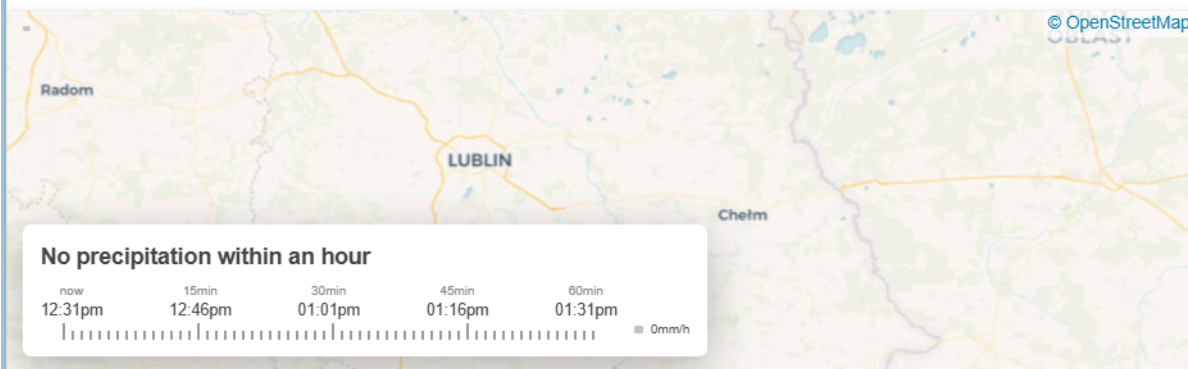 © OpenStreetMap
OBLAST
Radom
LUBLIN
Chełm
No precipitation within an hour
now 15min 30min 45min 60min
12:31pm 12:46pm 01:01pm 01:16pm 01:31pm
0mm/h